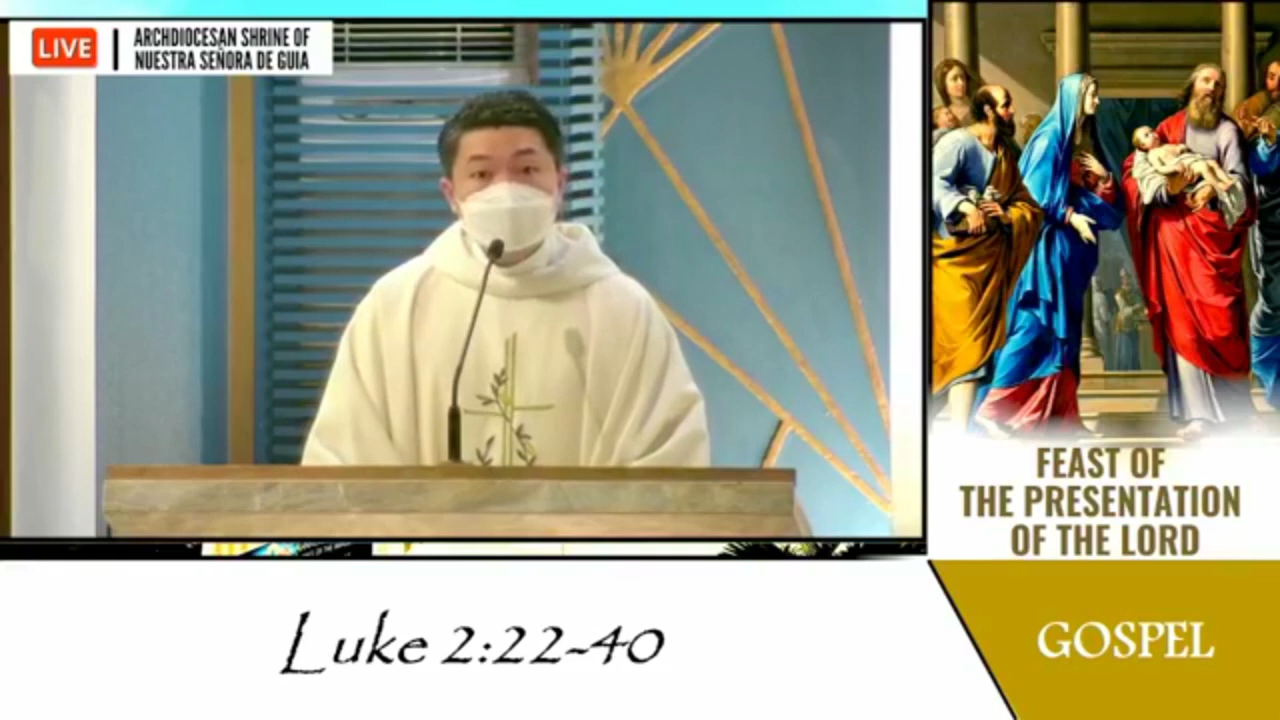 LIVE
ARCHDIOCESAN SHRINE OF
NUESTRA SEÑORA DE GUIA
FEAST OF
THE PRESENTATION
OF THE LORD
Luke 2:22-40
GOSPEL